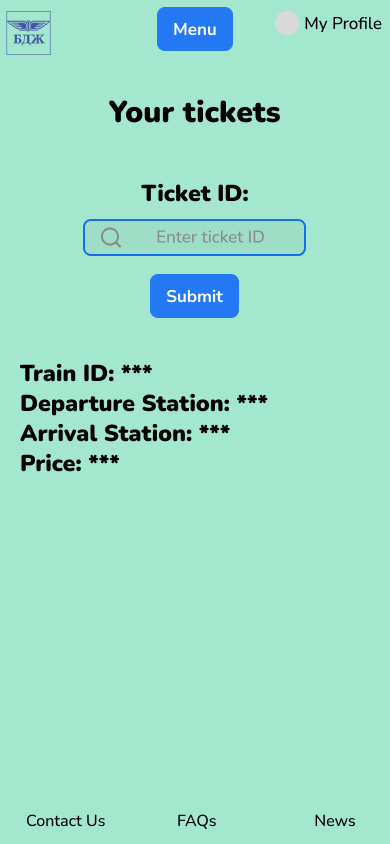 БДЖ
Menu
My Profile
Your tickets
Ticket ID:
Enter ticket ID
Submit
Train ID: ***
Departure Station: ***
Arrival Station: ***
Price: ***
Contact Us
FAQs
News